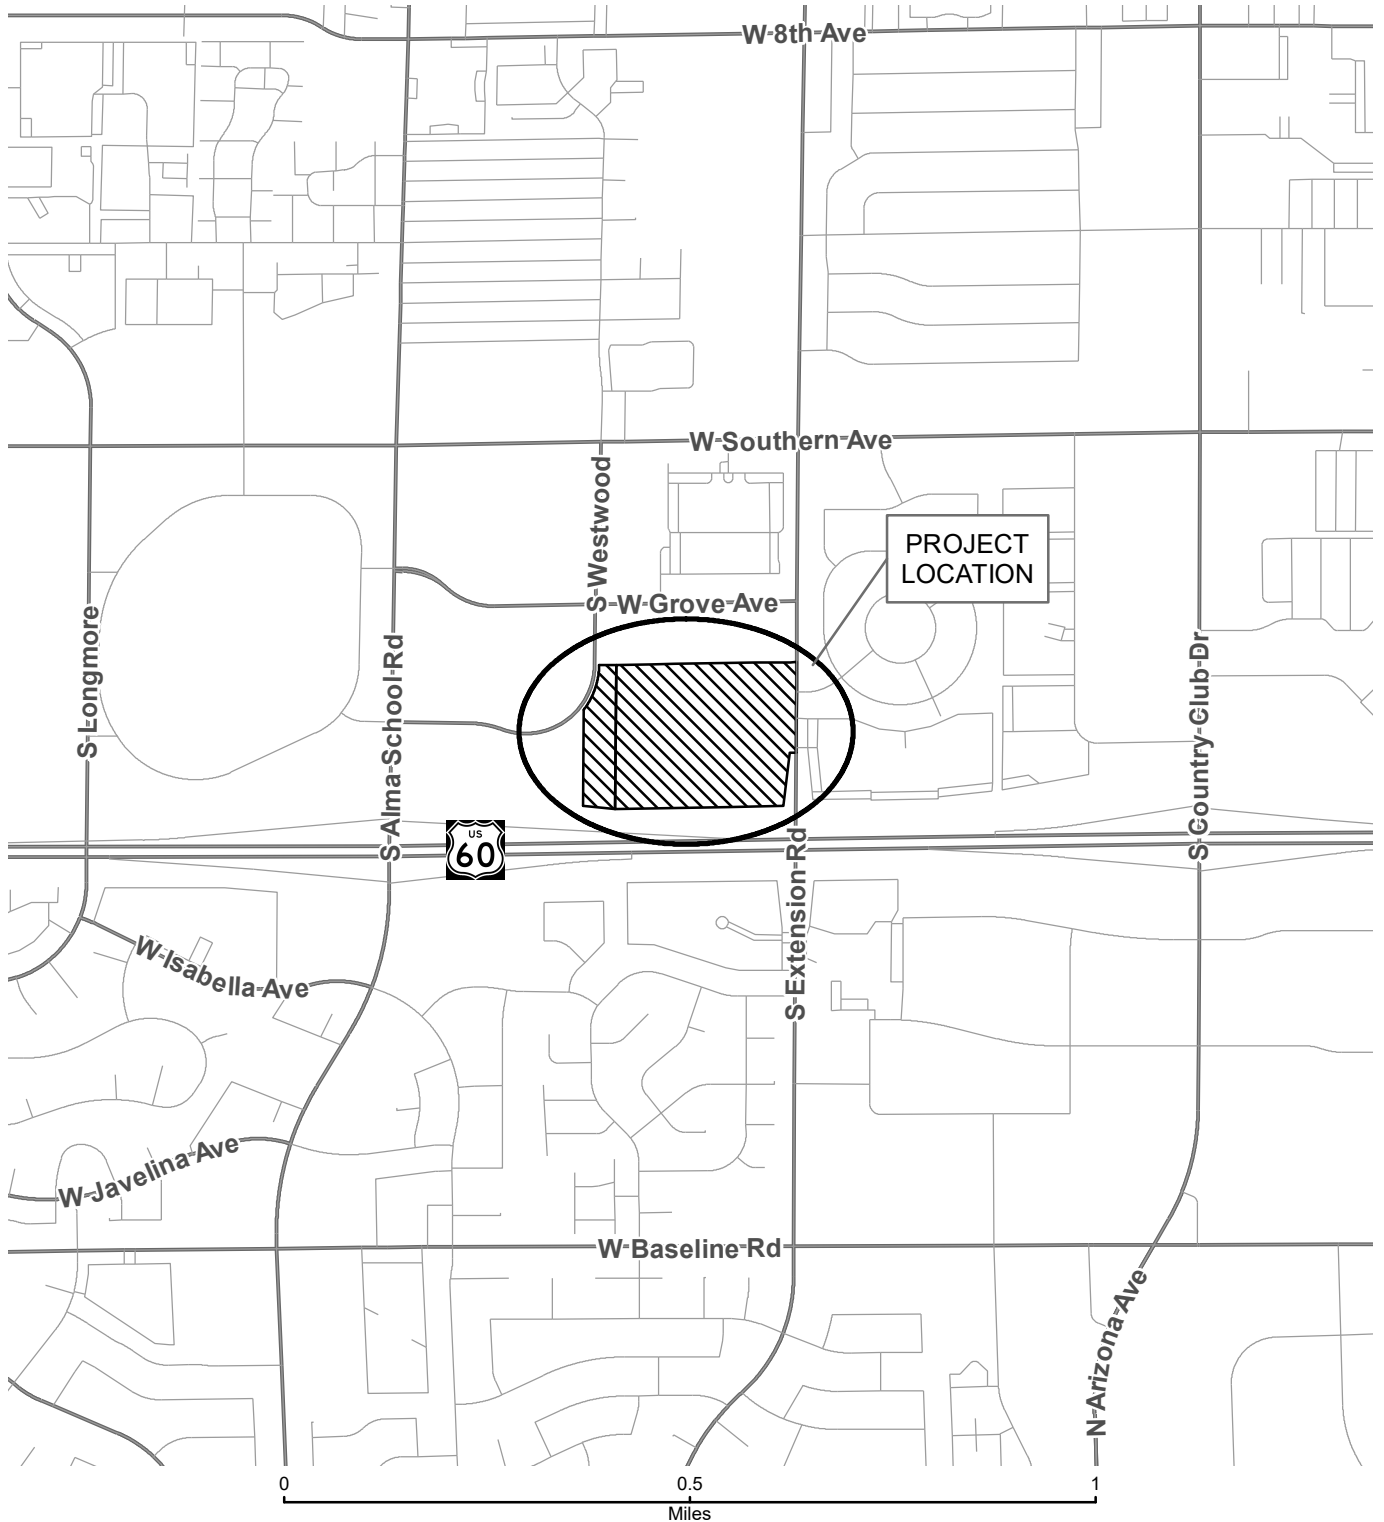 W 8th Ave
W Southern Ave
S Westwood
PROJECT
LOCATION
W Grove Ave
S Longmore
S Alma School Rd
S Country Club Dr
US
60
S Extension Rd
W Isabella Ave
W Javelina Ave
W Baseline Rd
N Arizona Ave
0
0.5
1
Miles